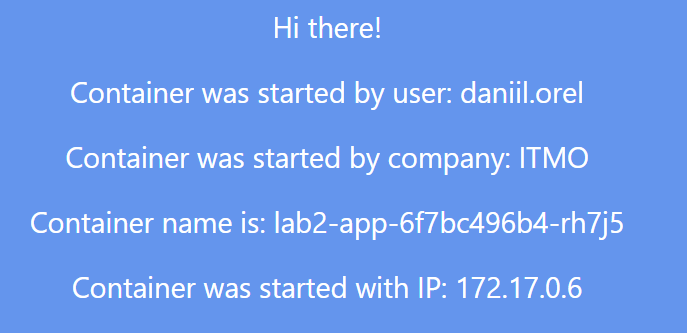 Hi there!
Container was started by user: daniil.orel
Container was started by company: ITMO
Container name is: lab2-app-6f7bc496b4-rh7j5
Container was started with IP: 172.17.0.6